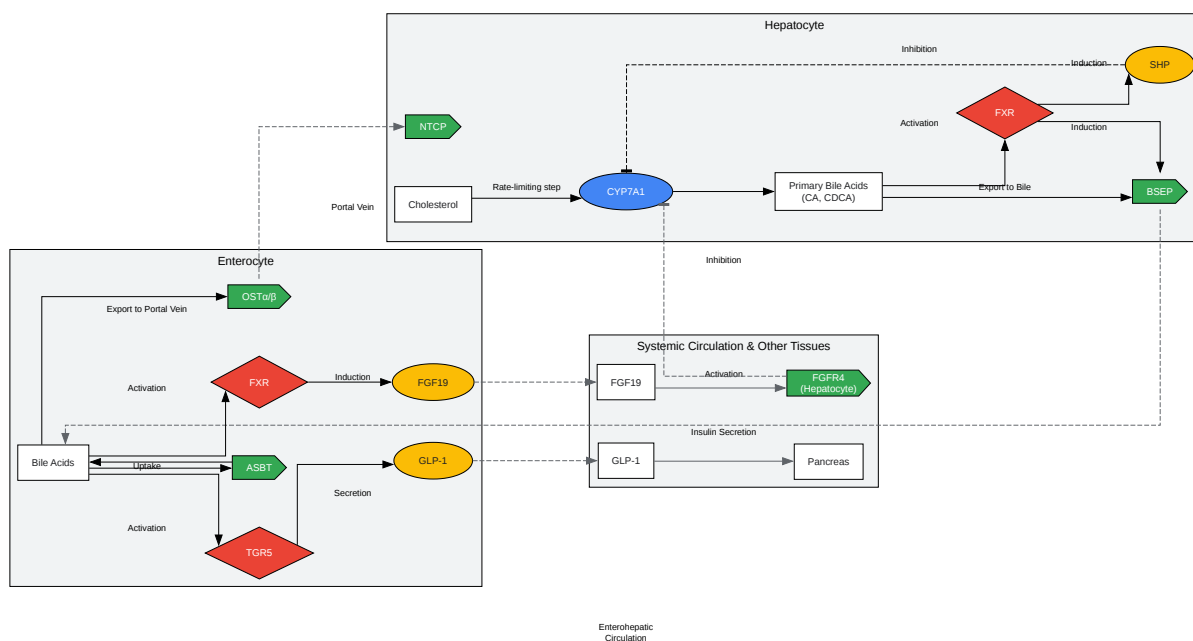 Hepatocyte
Inhibition
Induction
SHP
FXR
Activation
Induction
NTCP
Rate-limiting step
Cholesterol
CYP7A1
Primary Bile Acids
(CA, CDCA)
Export to Bile
BSEP
Portal Vein
Inhibition
Enterocyte
OSTα/β
Export to Portal Vein
Systemic Circulation & Other Tissues
Activation
FXR
Induction
FGF19
FGF19
Activation
FGFR4
(Hepatocyte)
Insulin Secretion
Bile Acids
Uptake
ASBT
GLP-1
GLP-1
Pancreas
Secretion
Activation
TGR5
Enterohepatic
Circulation